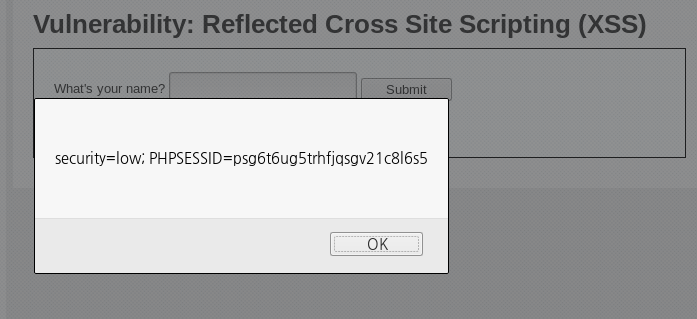 Vulnerability: Reflected Cross Site Scripting (XSS)
What's your name? Submit
security=low; PHPSESSID=psg6t6ug5trhfjqsgv21c8l6s5
OK